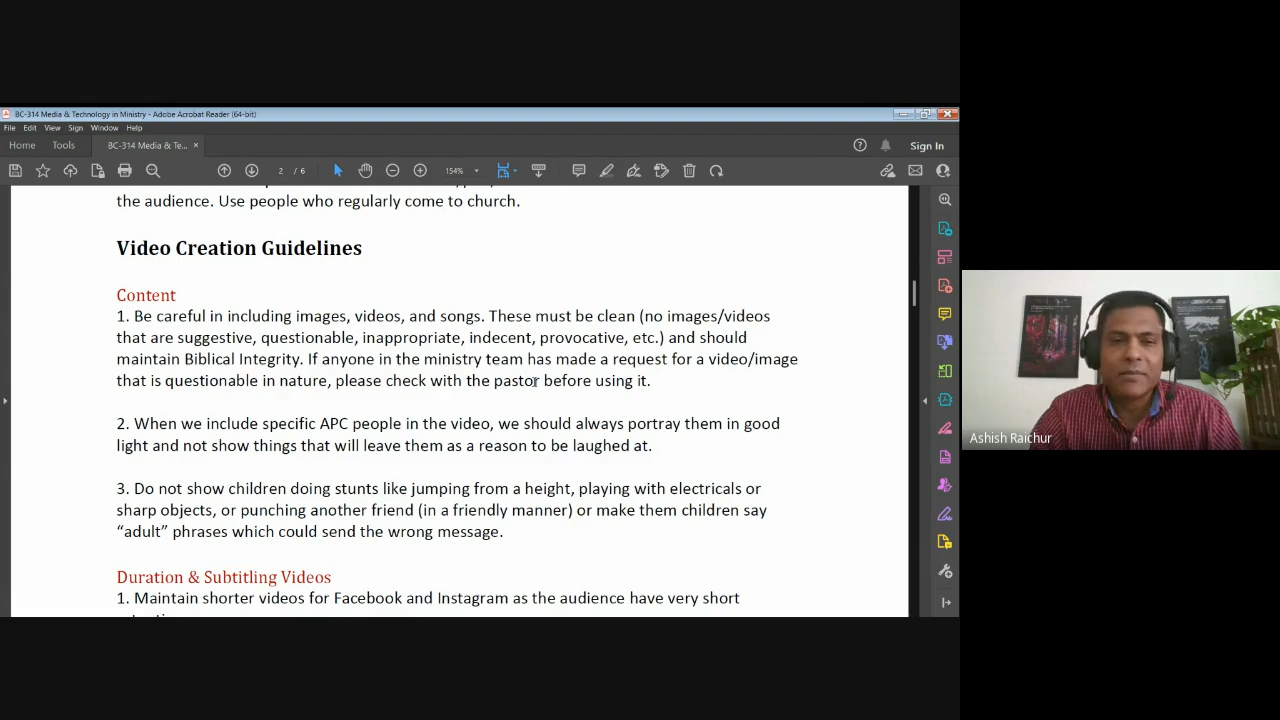 BC-314 Media & Technology in Ministry - Adobe Acrobat Reader (64-bit)
File Edit View Sign Window Help
Home Tools BC-314 Media & Te... × Sign In
2 / 6 154%
the audience. Use people who regularly come to church.
Video Creation Guidelines
Content
1. Be careful in including images, videos, and songs. These must be clean (no images/videos
that are suggestive, questionable, inappropriate, indecent, provocative, etc.) and should
maintain Biblical Integrity. If anyone in the ministry team has made a request for a video/image
that is questionable in nature, please check with the pastor before using it.
2. When we include specific APC people in the video, we should always portray them in good
light and not show things that will leave them as a reason to be laughed at.
3. Do not show children doing stunts like jumping from a height, playing with electricals or
sharp objects, or punching another friend (in a friendly manner) or make them children say
“adult” phrases which could send the wrong message.
Duration & Subtitling Videos
1. Maintain shorter videos for Facebook and Instagram as the audience have very short
Ashish Raichur